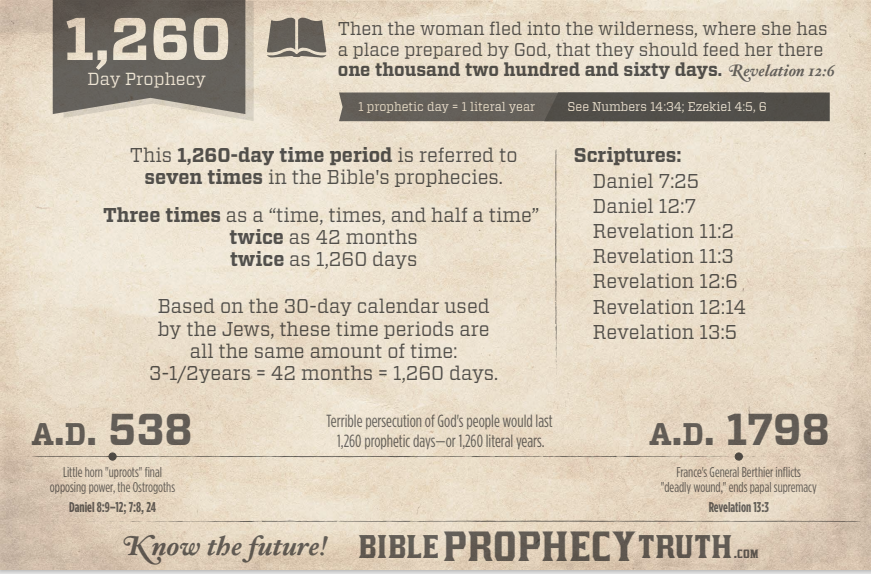 1,260
Day Prophecy
Then the woman fled into the wilderness, where she has
a place prepared by God, that they should feed her there
one thousand two hundred and sixty days. Revelation 12:6
1 prophetic day = 1 literal year See Numbers 14:34; Ezekiel 4:5, 6
This 1,260-day time period is referred to
seven times in the Bible's prophecies.
Three times as a “time, times, and half a time”
twice as 42 months
twice as 1,260 days
Based on the 30-day calendar used
by the Jews, these time periods are
all the same amount of time:
3-1/2years = 42 months = 1,260 days.
Scriptures:
Daniel 7:25
Daniel 12:7
Revelation 11:2
Revelation 11:3
Revelation 12:6
Revelation 12:14
Revelation 13:5
A.D. 538
Little horn "uproots" final
opposing power, the Ostrogoths
Daniel 8:9–12; 7:8, 24
Terrible persecution of God's people would last
1,260 prophetic days—or 1,260 literal years.
A.D. 1798
France's General Berthier inflicts
"deadly wound," ends papal supremacy
Revelation 13:3
Know the future! BIBLE PROPHECY TRUTH.COM